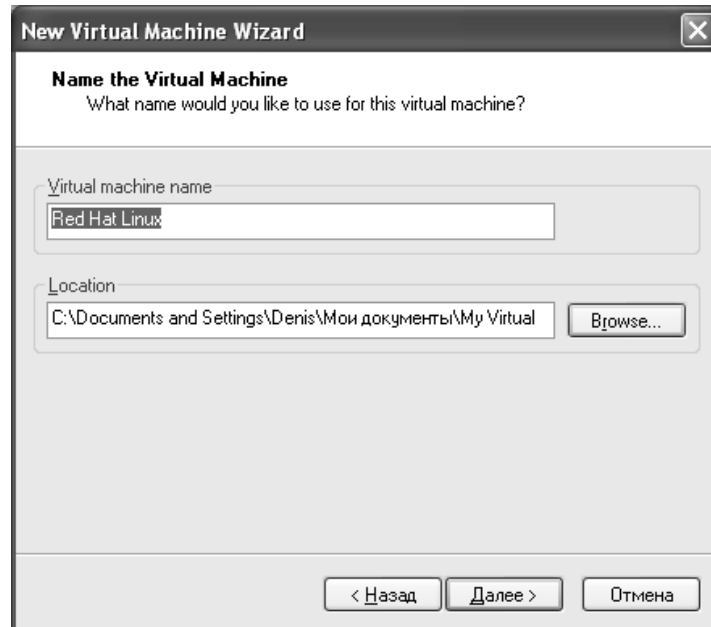 New Virtual Machine Wizard
Name the Virtual Machine
What name would you like to use for this virtual machine?
Virtual machine name
Red Hat Linux
Location
C:\Documents and Settings\Denis\Мои документы\My Virtual
Browse...
< Назад
Далее >
Отмена